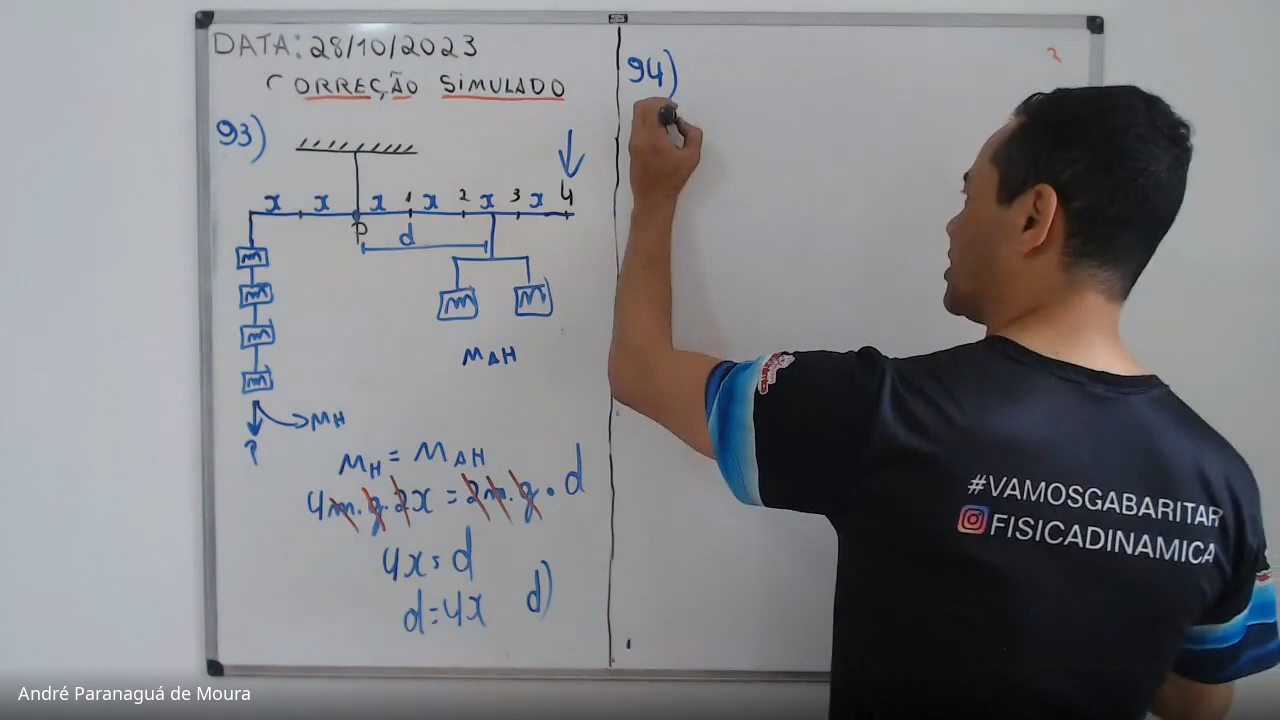 DATA: 28/10/2023
CORREÇÃO SIMULADO
93)
x x x 1 x 2 x 3 x 4
P
d
m
m
m
m
m m
MAH
MH
P
MH = MAH
4m.g.2x = 2m.g.d
4x = d
d = 4x d)
94)
#VAMOSGABARITAR
FISICADINAMICA
André Paranaguá de Moura